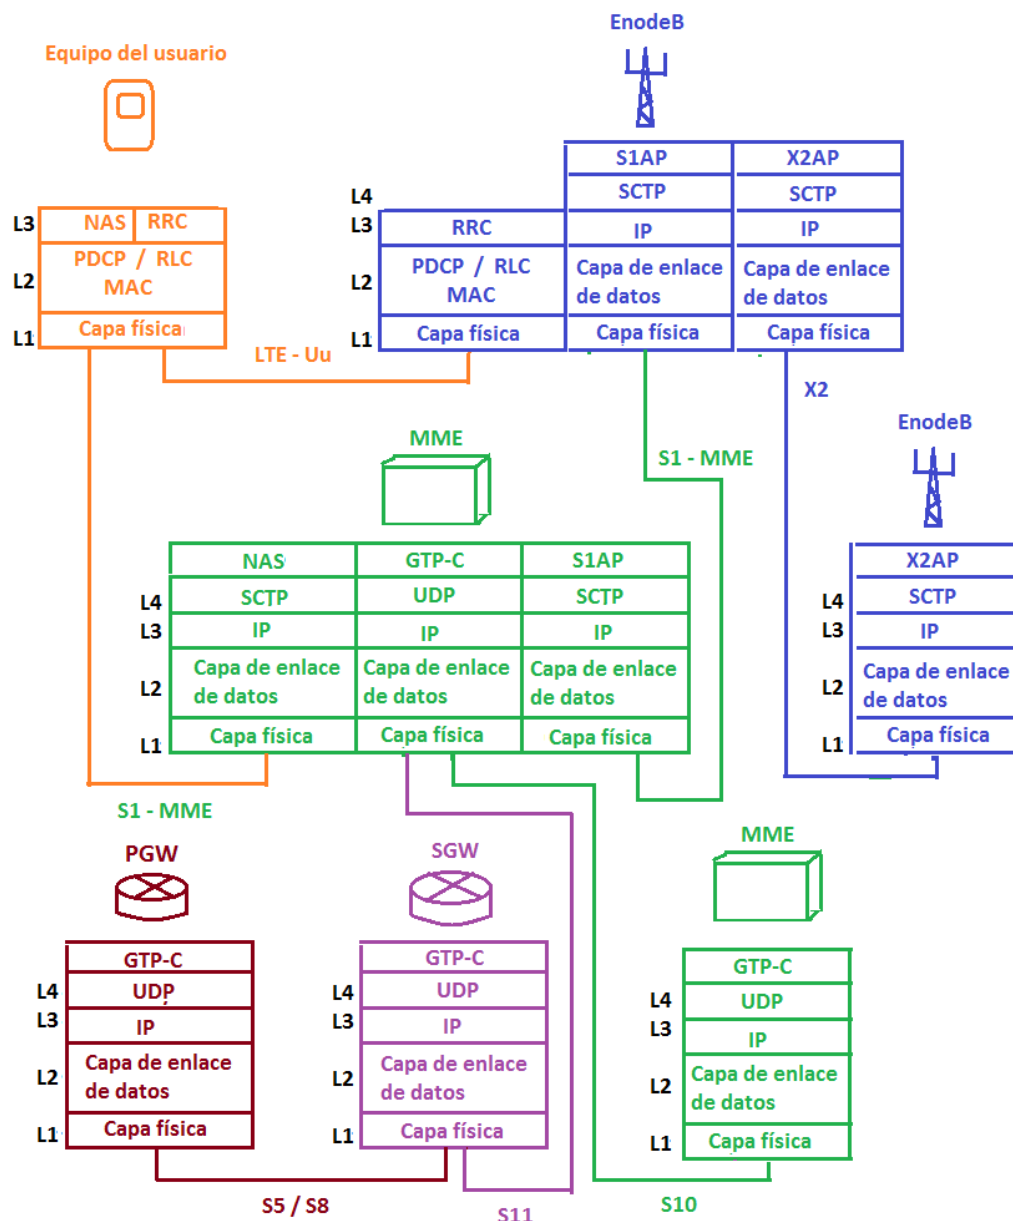 EnodeB
Equipo del usuario
S1AP
X2AP
L4
SCTP
SCTP
L3
NAS
RRC
L3
RRC
IP
IP
L2
PDCP / RLC
MAC
L2
PDCP / RLC
MAC
Capa de enlace
de datos
Capa de enlace
de datos
L1
Capa física
L1
Capa física
Capa física
Capa física
LTE - Uu
X2
MME
S1 - MME
EnodeB
NAS
GTP-C
S1AP
X2AP
L4
SCTP
UDP
SCTP
L4
SCTP
L3
IP
IP
IP
L3
IP
L2
Capa de enlace
de datos
Capa de enlace
de datos
Capa de enlace
de datos
L2
Capa de enlace
de datos
L1
Capa física
Capa física
Capa física
L1
Capa física
S1 - MME
PGW
SGW
MME
GTP-C
GTP-C
GTP-C
L4
UDP
L4
UDP
L4
UDP
L3
IP
L3
IP
L3
IP
L2
Capa de enlace
de datos
L2
Capa de enlace
de datos
L2
Capa de enlace
de datos
L1
Capa física
L1
Capa física
L1
Capa física
S5 / S8
S11
S10